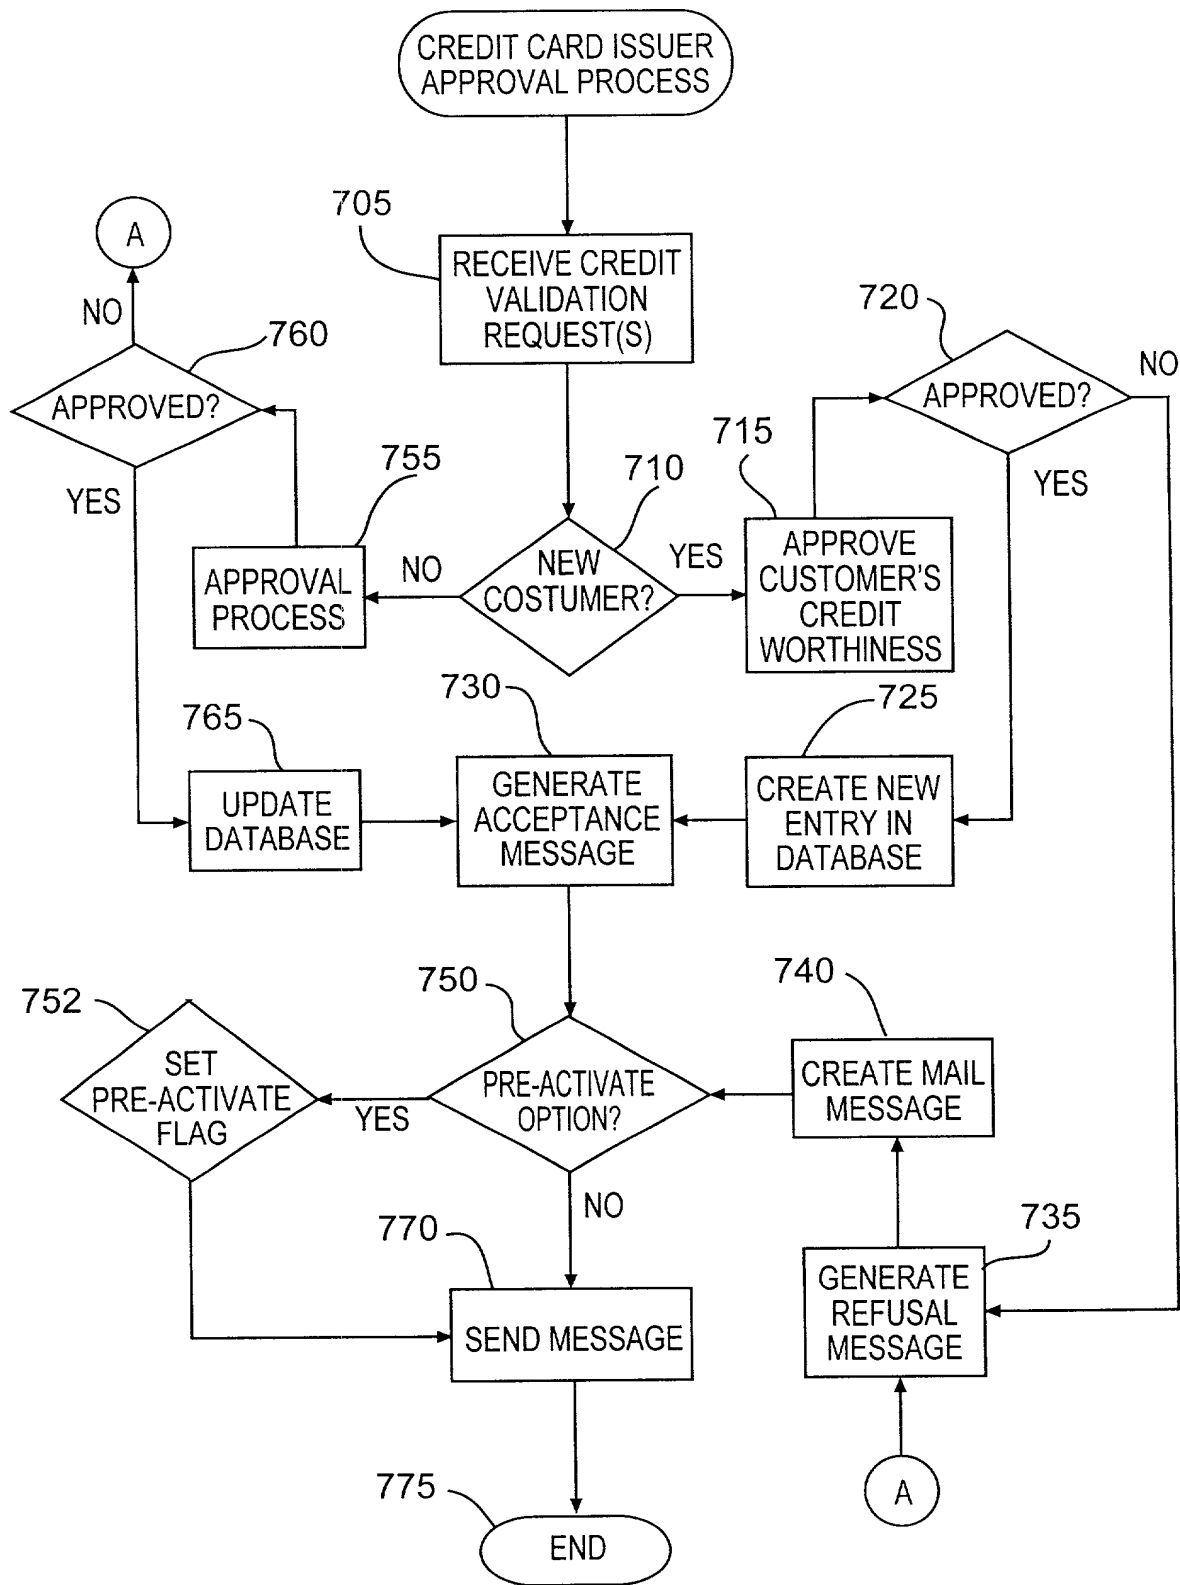 CREDIT CARD ISSUER
APPROVAL PROCESS
705
RECEIVE CREDIT
VALIDATION
REQUEST(S)
A
NO
760
APPROVED?
YES
720
APPROVED?
NO
YES
755
APPROVAL
PROCESS
NO
710
NEW
COSTUMER?
YES
715
APPROVE
CUSTOMER'S
CREDIT
WORTHINESS
765
UPDATE
DATABASE
730
GENERATE
ACCEPTANCE
MESSAGE
725
CREATE NEW
ENTRY IN
DATABASE
752
SET
PRE-ACTIVATE
FLAG
YES
750
PRE-ACTIVATE
OPTION?
NO
740
CREATE MAIL
MESSAGE
770
SEND MESSAGE
735
GENERATE
REFUSAL
MESSAGE
A
775
END